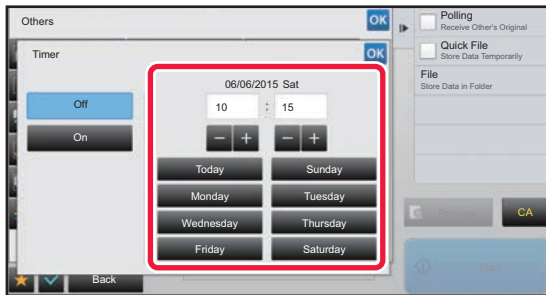 Others
OK
Timer
OK
Off
On
06/06/2015 Sat
10 : 15
Today
Sunday
Monday
Tuesday
Wednesday
Thursday
Friday
Saturday
Back
Polling
Receive Other's Original
Quick File
Store Data Temporarily
File
Store Data in Folder
CA
Start